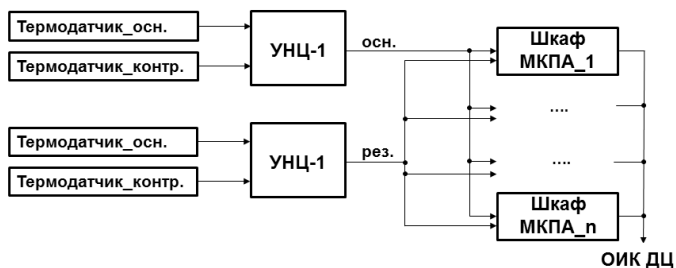 Термодатчик_осн.
Термодатчик_контр.
УНЦ-1
осн.
Шкаф
МКПА_1
....
Термодатчик_осн.
Термодатчик_контр.
УНЦ-1
рез.
....
Шкаф
МКПА_n
ОИК ДЦ